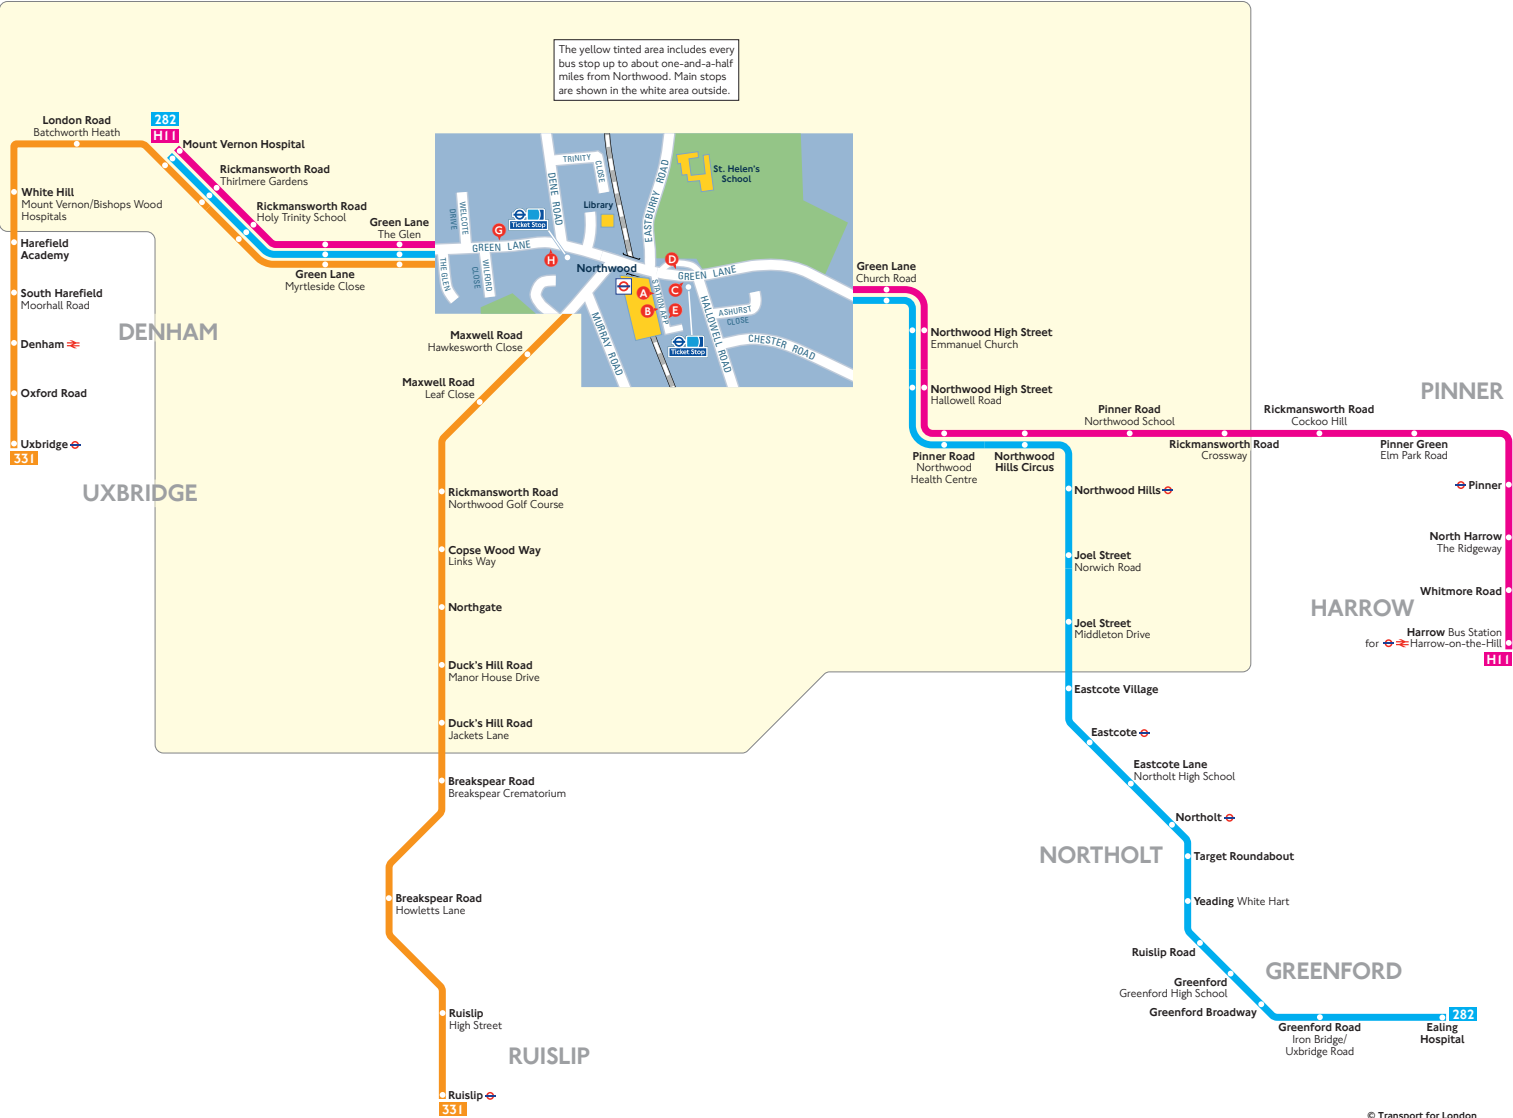 The yellow tinted area includes every
bus stop up to about one-and-a-half
miles from Northwood. Main stops
are shown in the white area outside.
London Road
Batchworth Heath
282
H11
Mount Vernon Hospital
Rickmansworth Road
Thirlmere Gardens
Rickmansworth Road
Holy Trinity School
Green Lane
The Glen
Green Lane
Myrtleside Close
White Hill
Mount Vernon/Bishops Wood
Hospitals
Harefield
Academy
South Harefield
Moorhall Road
DENHAM
Denham
Oxford Road
Uxbridge
331
UXBRIDGE
TRINITY
CLOSE
DENE ROAD
EASTBURY ROAD
St. Helen's
School
Library
WELCOTE
DRIVE
Ticket Stop
G
GREEN LANE
H
THE GLEN
WILFORD
CLOSE
Northwood
D
GREEN LANE
A
C
B
E
STATION APP
HALLOWELL ROAD
ASHURST
CLOSE
MURRAY ROAD
Ticket Stop
CHESTER ROAD
Maxwell Road
Hawkesworth Close
Maxwell Road
Leaf Close
Rickmansworth Road
Northwood Golf Course
Copse Wood Way
Links Way
Northgate
Duck's Hill Road
Manor House Drive
Duck's Hill Road
Jackets Lane
Breakspear Road
Breakspear Crematorium
Breakspear Road
Howletts Lane
Ruislip
High Street
RUISLIP
Ruislip
331
Green Lane
Church Road
Northwood High Street
Emmanuel Church
Northwood High Street
Hallowell Road
Pinner Road
Northwood School
Rickmansworth Road
Cockoo Hill
PINNER
Pinner Road
Northwood
Health Centre
Northwood
Hills Circus
Rickmansworth Road
Crossway
Pinner Green
Elm Park Road
Pinner
North Harrow
The Ridgeway
Whitmore Road
HARROW
Harrow Bus Station
for Harrow-on-the-Hill
H11
Northwood Hills
Joel Street
Norwich Road
Joel Street
Middleton Drive
Eastcote Village
Eastcote
Eastcote Lane
Northolt High School
Northolt
NORTHOLT
Target Roundabout
Yeading White Hart
Ruislip Road
GREENFORD
Greenford
Greenford High School
Greenford Broadway
Greenford Road
Iron Bridge/
Uxbridge Road
282
Ealing
Hospital
© Transport for London